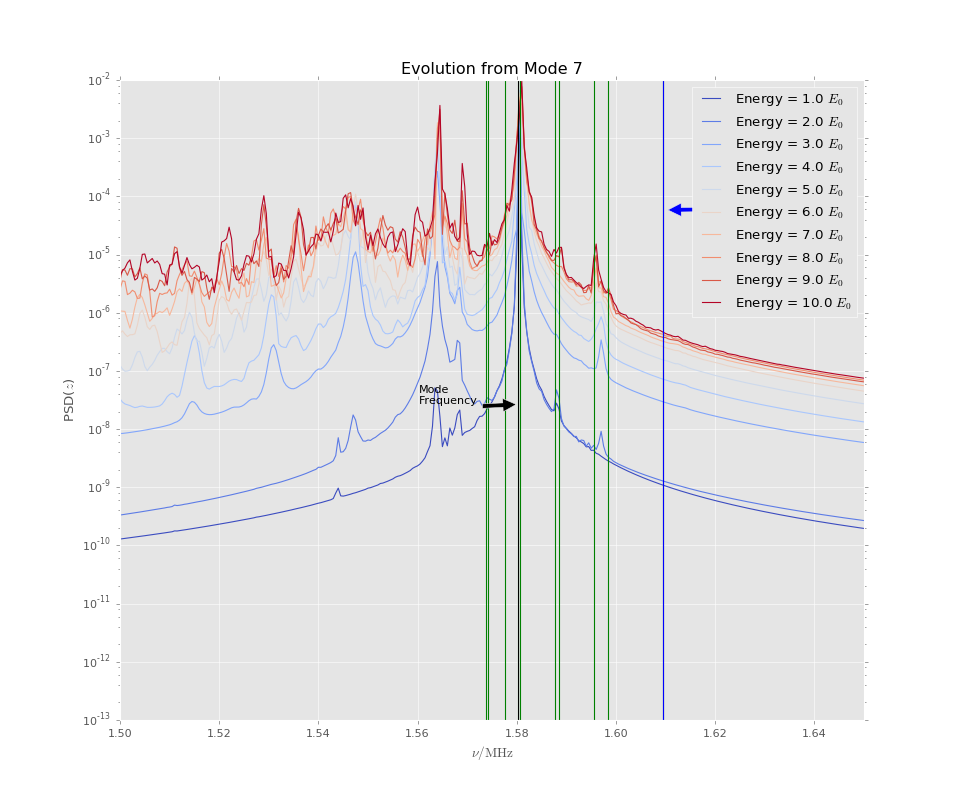 Evolution from Mode 7
10⁻²
10⁻³
10⁻⁴
10⁻⁵
10⁻⁶
10⁻⁷
10⁻⁸
10⁻⁹
10⁻¹⁰
10⁻¹¹
10⁻¹²
10⁻¹³
PSD(z)
Energy = 1.0 E₀
Energy = 2.0 E₀
Energy = 3.0 E₀
Energy = 4.0 E₀
Energy = 5.0 E₀
Energy = 6.0 E₀
Energy = 7.0 E₀
Energy = 8.0 E₀
Energy = 9.0 E₀
Energy = 10.0 E₀
Mode
Frequency
1.50 1.52 1.54 1.56 1.58 1.60 1.62 1.64
ν/MHz